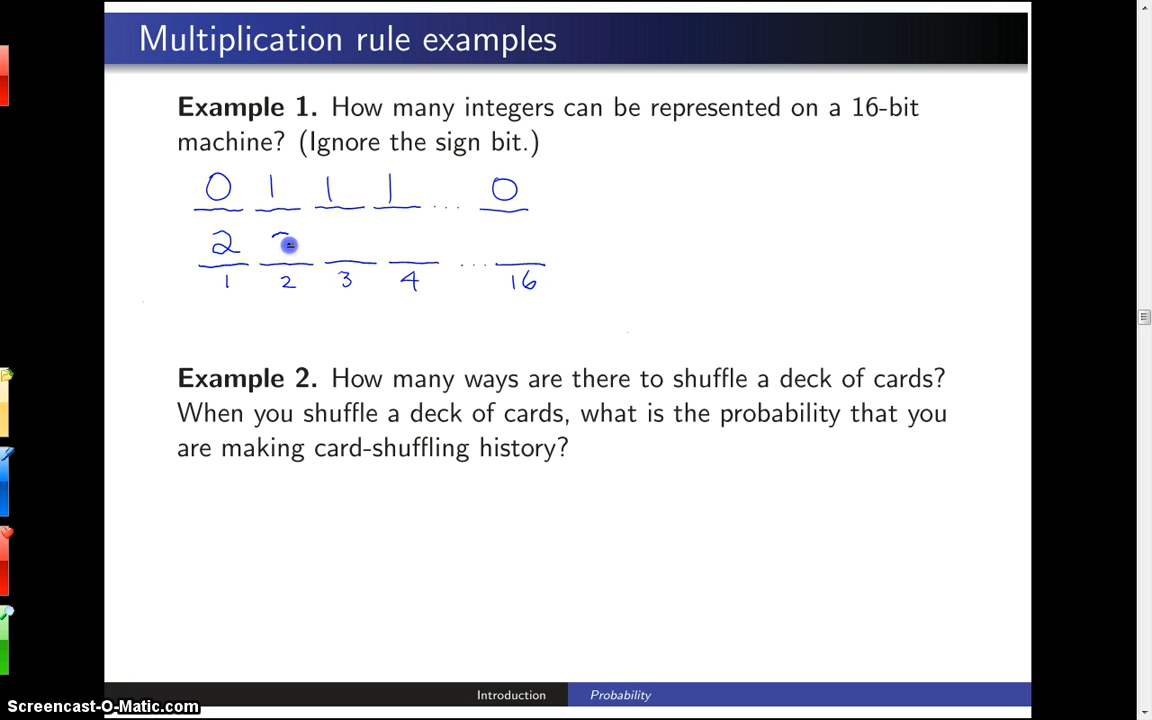 Multiplication rule examples
Example 1. How many integers can be represented on a 16-bit
machine? (Ignore the sign bit.)
0 1 1 1 ... 0
2
... 
1 2 3 4 16
Example 2. How many ways are there to shuffle a deck of cards?
When you shuffle a deck of cards, what is the probability that you
are making card-shuffling history?
Introduction Probability
Screencast-O-Matic.com